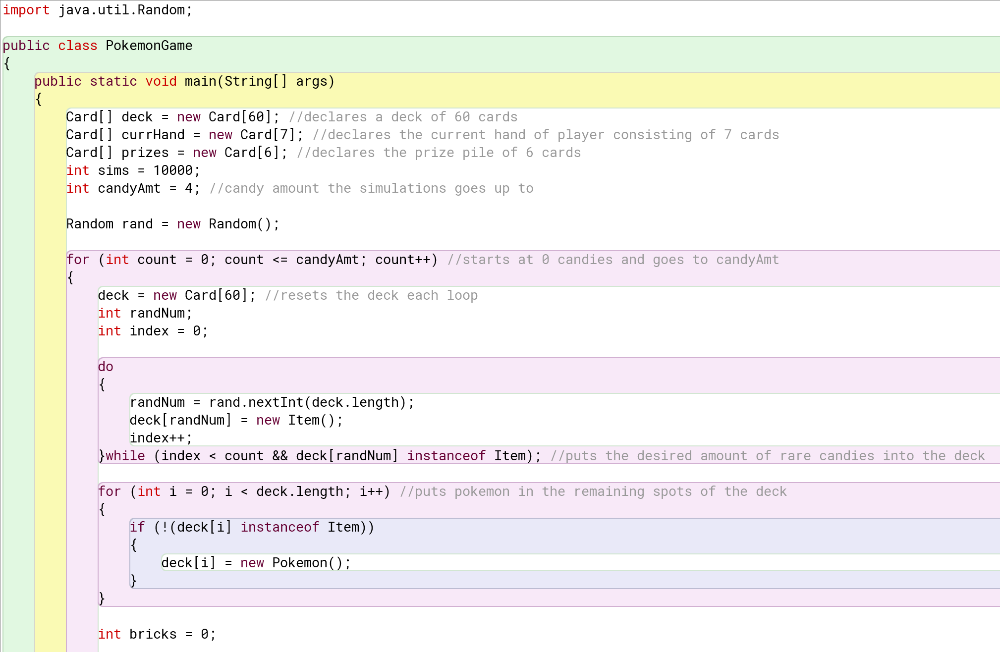 import java.util.Random;
public class PokemonGame
{
public static void main(String[] args)
{
Card[] deck = new Card[60]; //declares a deck of 60 cards
Card[] currHand = new Card[7]; //declares the current hand of player consisting of 7 cards
Card[] prizes = new Card[6]; //declares the prize pile of 6 cards
int sims = 10000;
int candyAmt = 4; //candy amount the simulations goes up to
Random rand = new Random();
for (int count = 0; count <= candyAmt; count++) //starts at 0 candies and goes to candyAmt
{
deck = new Card[60]; //resets the deck each loop
int randNum;
int index = 0;
do
{
randNum = rand.nextInt(deck.length);
deck[randNum] = new Item();
index++;
}while (index < count && deck[randNum] instanceof Item); //puts the desired amount of rare candies into the deck
for (int i = 0; i < deck.length; i++) //puts pokemon in the remaining spots of the deck
{
if (!(deck[i] instanceof Item))
{
deck[i] = new Pokemon();
}
}
int bricks = 0;